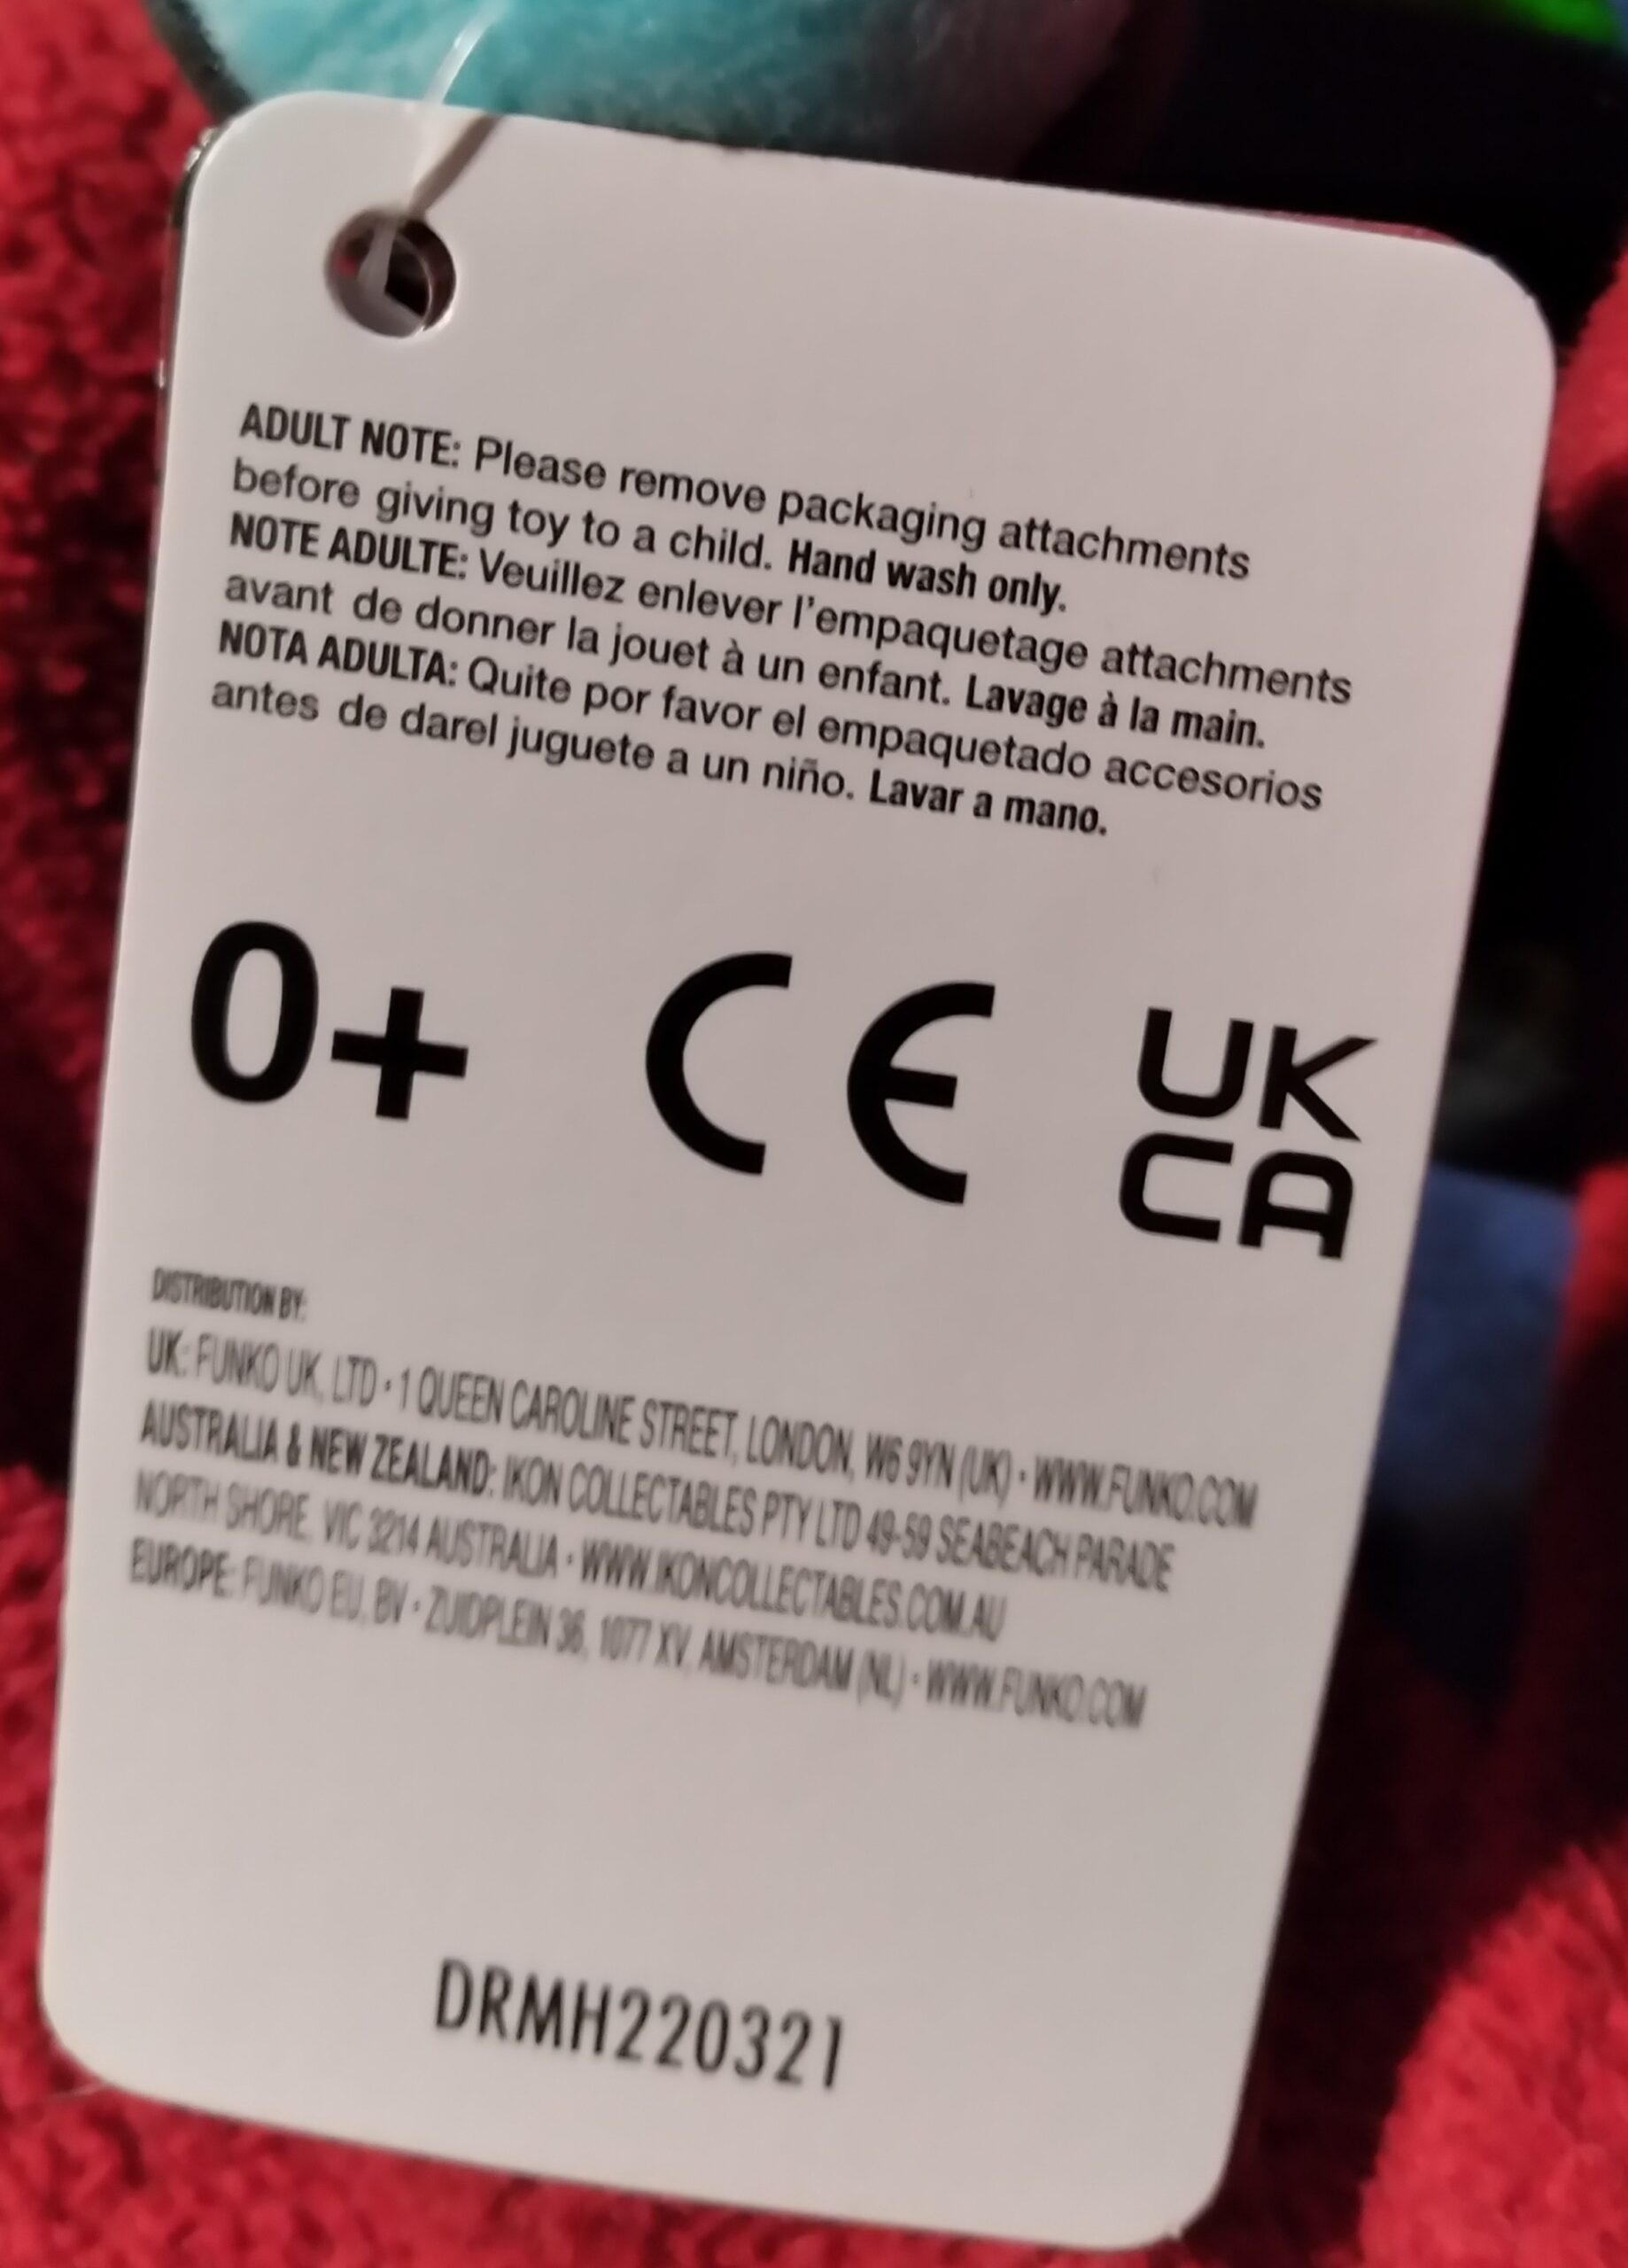 ADULT NOTE: Please remove packaging attachments
before giving toy to a child. Hand wash only.
NOTE ADULTE: Veuillez enlever l'empaquetage attachments
avant de donner la jouet à un enfant. Lavage à la main.
NOTA ADULTA: Quite por favor el empaquetado accesorios
antes de darel juguete a un niño. Lavar a mano.
0+ CE UK
CA
DISTRIBUTION BY:
UK: FUNKO UK, LTD • 1 QUEEN CAROLINE STREET, LONDON, W6 9YN (UK) • WWW.FUNKO.COM
AUSTRALIA & NEW ZEALAND: IKON COLLECTABLES PTY LTD 49-59 SEABEACH PARADE
NORTH SHORE, VIC 3214 AUSTRALIA • WWW.IKONCOLLECTABLES.COM.AU
EUROPE: FUNKO EU, BV • ZUIDPLEIN 36, 1077 XV, AMSTERDAM (NL) • WWW.FUNKO.COM
DRMH220321